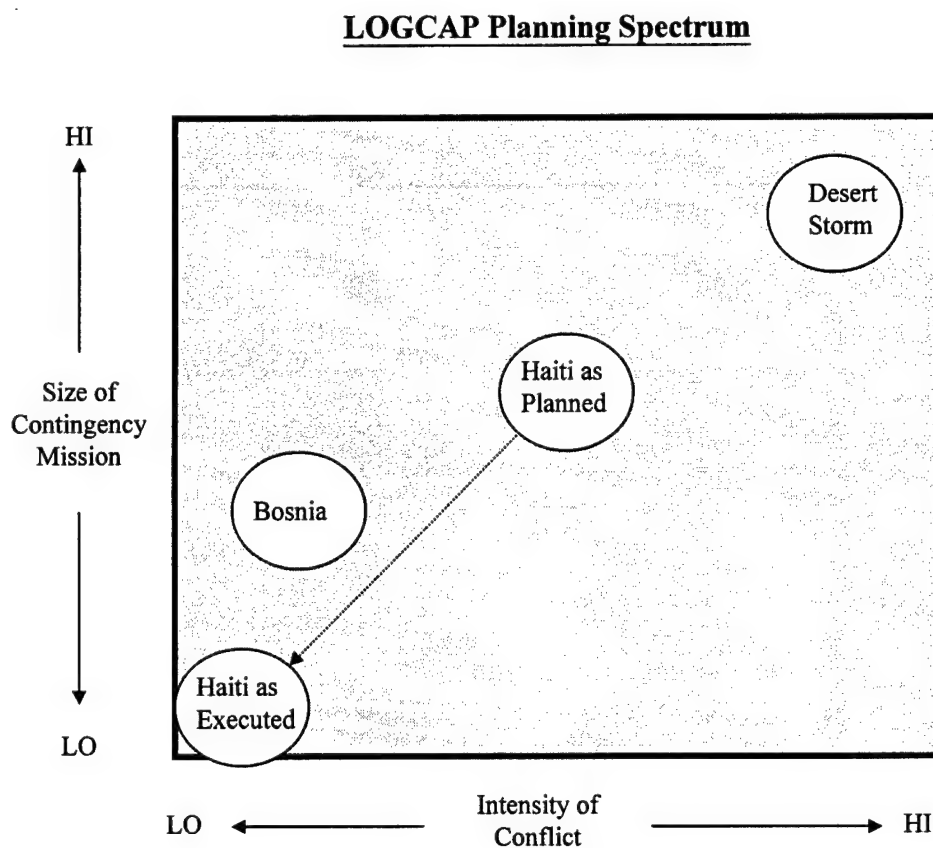 LOGCAP Planning Spectrum
HI
Desert
Storm
Haiti as
Planned
Size of
Contingency
Mission
Bosnia
Haiti as
Executed
LO
LO
Intensity of
Conflict
HI